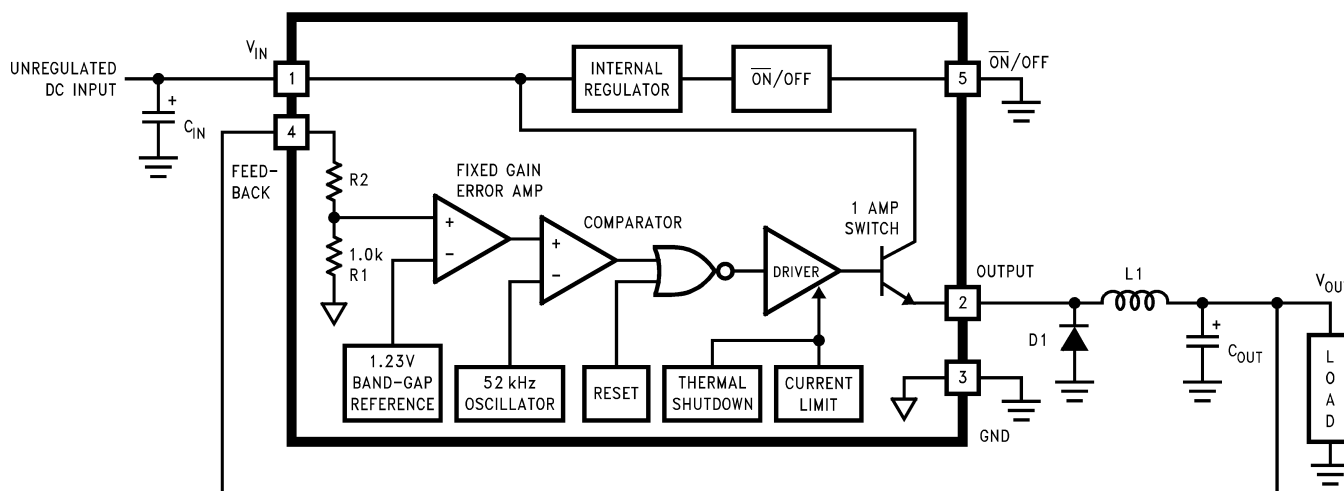 UNREGULATED
DC INPUT
+
C_IN
V_IN
1
4
FEED-
BACK
R2
1.0k
R1
FIXED GAIN
ERROR AMP
+
−
COMPARATOR
+
−
INTERNAL
REGULATOR
O̅N̅/OFF
5
O̅N̅/OFF
1 AMP
SWITCH
DRIVER
OUTPUT
2
3
GND
1.23V
BAND-GAP
REFERENCE
52 kHz
OSCILLATOR
RESET
THERMAL
SHUTDOWN
CURRENT
LIMIT
D1
L1
+
C_OUT
V_OUT
L
O
A
D